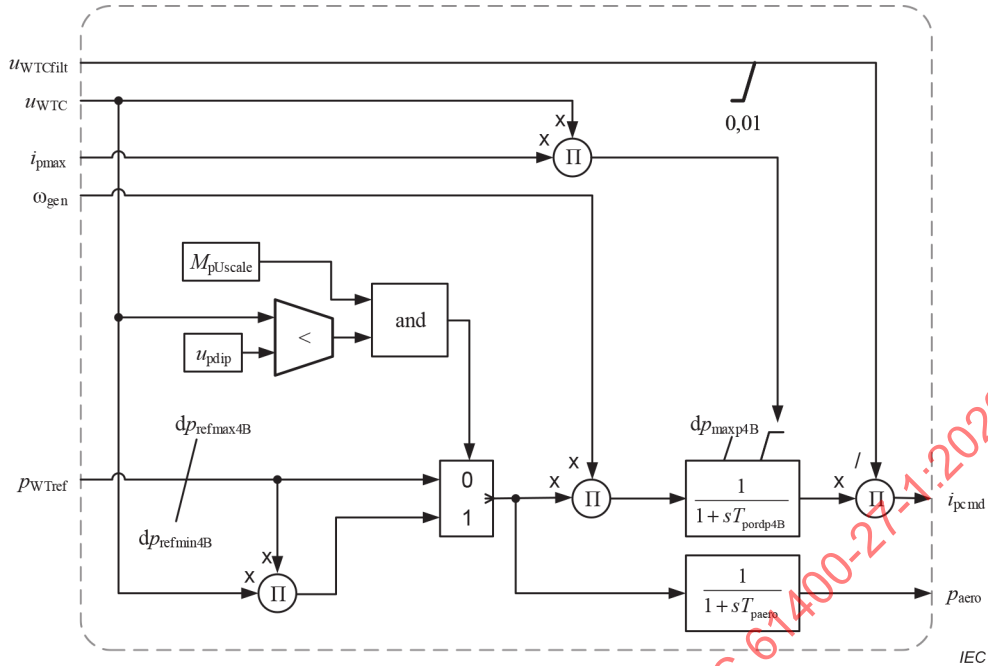 uWTCfilt
0,01
uWTC
x
x
Π
ipmax
ωgen
MpUscale
and
<
updip
dprefmax4B
dpmaxp4B
x
x
Π
x
/
Π
pWTref
0
1
1
1 + sTpordp4B
ipcmd
dprefmin4B
x
x
Π
1
1 + sTpaero
paero
C 61400-27-1:202
IEC